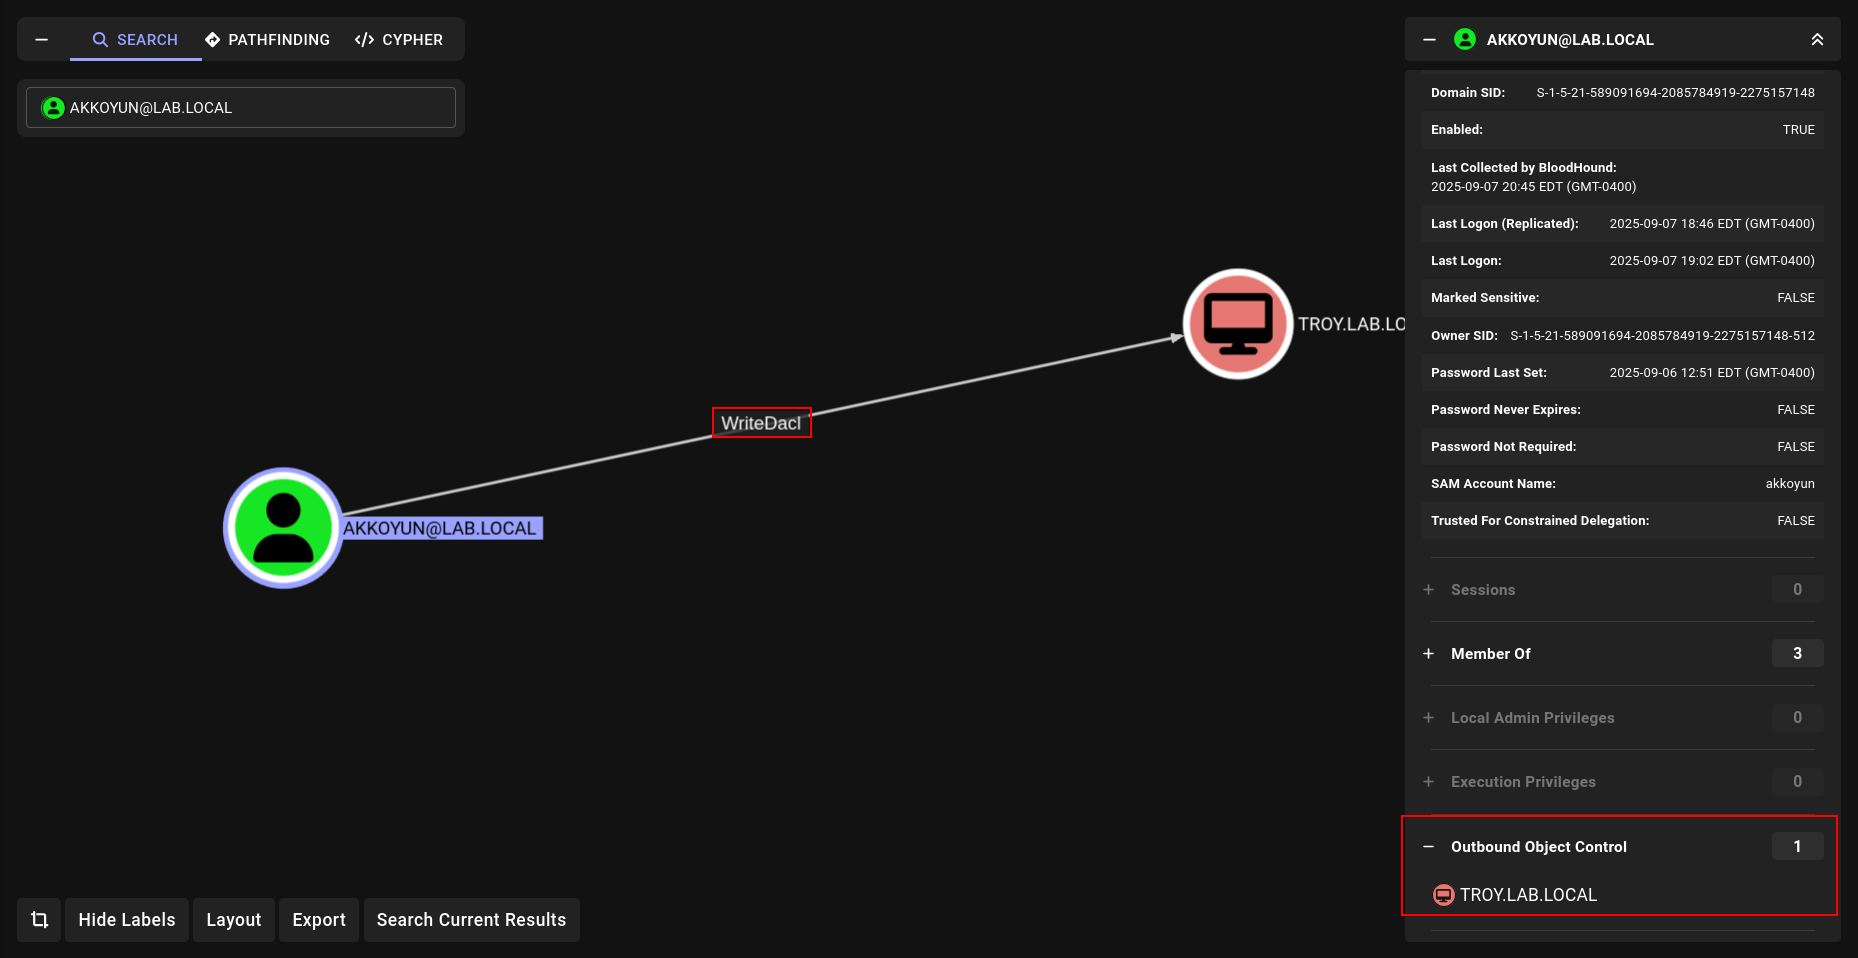 SEARCH
PATHFINDING
CYPHER
AKKOYUN@LAB.LOCAL
TROY.LAB.LO
WriteDacl
AKKOYUN@LAB.LOCAL
Hide Labels
Layout
Export
Search Current Results
AKKOYUN@LAB.LOCAL
Domain SID: S-1-5-21-589091694-2085784919-2275157148
Enabled: TRUE
Last Collected by BloodHound:
2025-09-07 20:45 EDT (GMT-0400)
Last Logon (Replicated): 2025-09-07 18:46 EDT (GMT-0400)
Last Logon: 2025-09-07 19:02 EDT (GMT-0400)
Marked Sensitive: FALSE
Owner SID: S-1-5-21-589091694-2085784919-2275157148-512
Password Last Set: 2025-09-06 12:51 EDT (GMT-0400)
Password Never Expires: FALSE
Password Not Required: FALSE
SAM Account Name: akkoyun
Trusted For Constrained Delegation: FALSE
Sessions 0
Member Of 3
Local Admin Privileges 0
Execution Privileges 0
Outbound Object Control 1
TROY.LAB.LOCAL